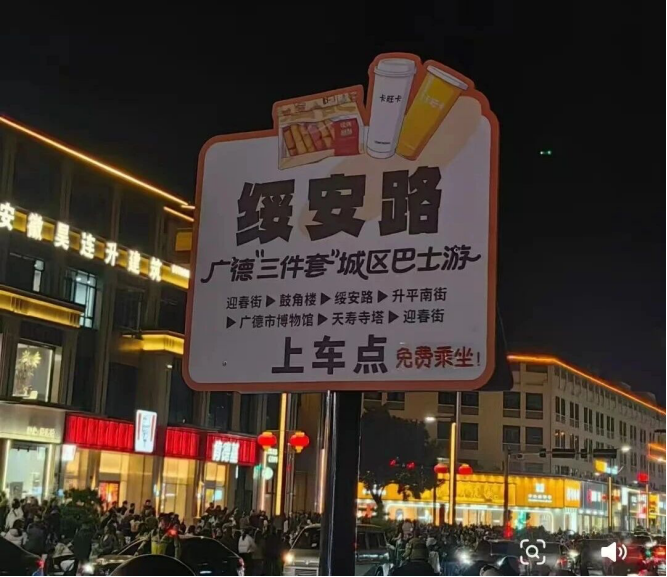 卡旺卡
绥安路
广德"三件套"城区巴士游
迎春街▶鼓角楼▶绥安路▶升平南街
▶广德市博物馆▶天寿寺塔▶迎春街
上车点 免费乘坐!
安徽昊连升建筑